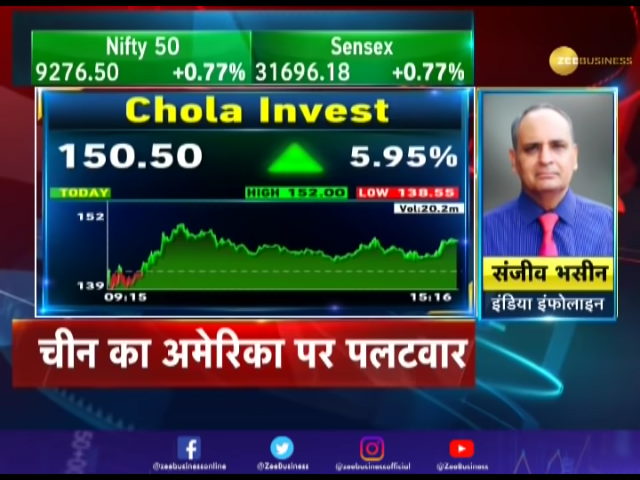 Nifty 50
9276.50 +0.77%
Sensex
31696.18 +0.77%
ZEEBUSINESS
Chola Invest
150.50 5.95%
TODAY HIGH 152.00 LOW 138.55
Vol:20.2m
152
139
09:15 15:16
संजीव भसीन
इंडिया इंफोलाइन
चीन का अमेरिका पर पलटवार
@zeebusinessonline @ZeeBusiness @zeebusinessofficial @ZeeBusiness